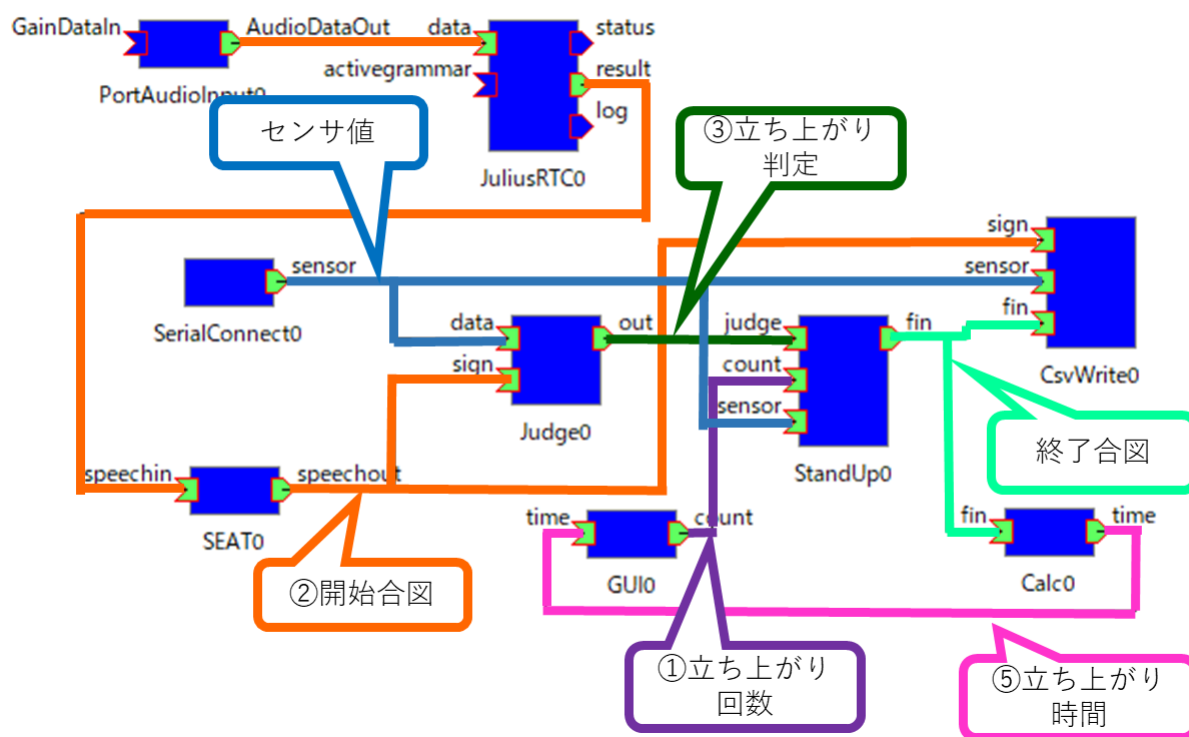 GainDataIn
AudioDataOut
data
status
activegrammar
result
log
PortAudioInput0
JuliusRTC0
センサ値
③立ち上がり
判定
sensor
SerialConnect0
sign
sensor
fin
CsvWrite0
data
out
sign
Judge0
judge
fin
count
sensor
StandUp0
終了合図
speechin
speechout
SEAT0
②開始合図
time
count
GUI0
fin
time
Calc0
①立ち上がり
回数
⑤立ち上がり
時間